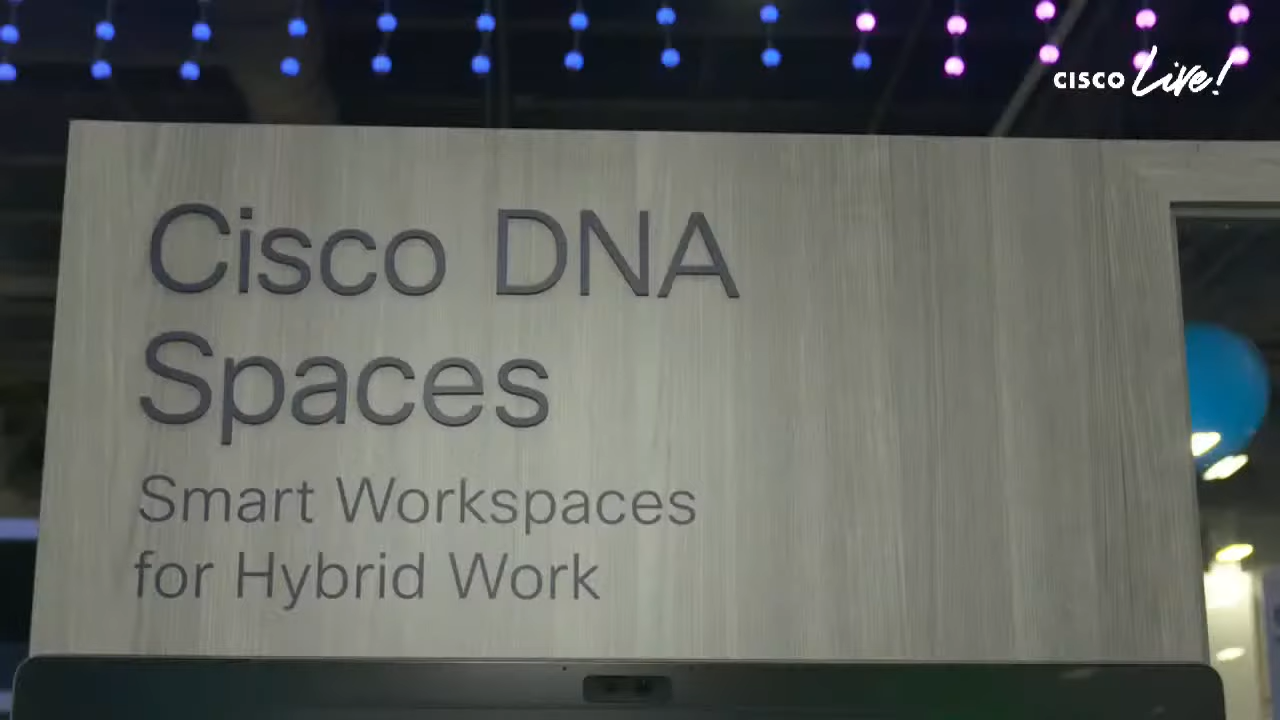 CISCO Live!
Cisco DNA
Spaces
Smart Workspaces
for Hybrid Work